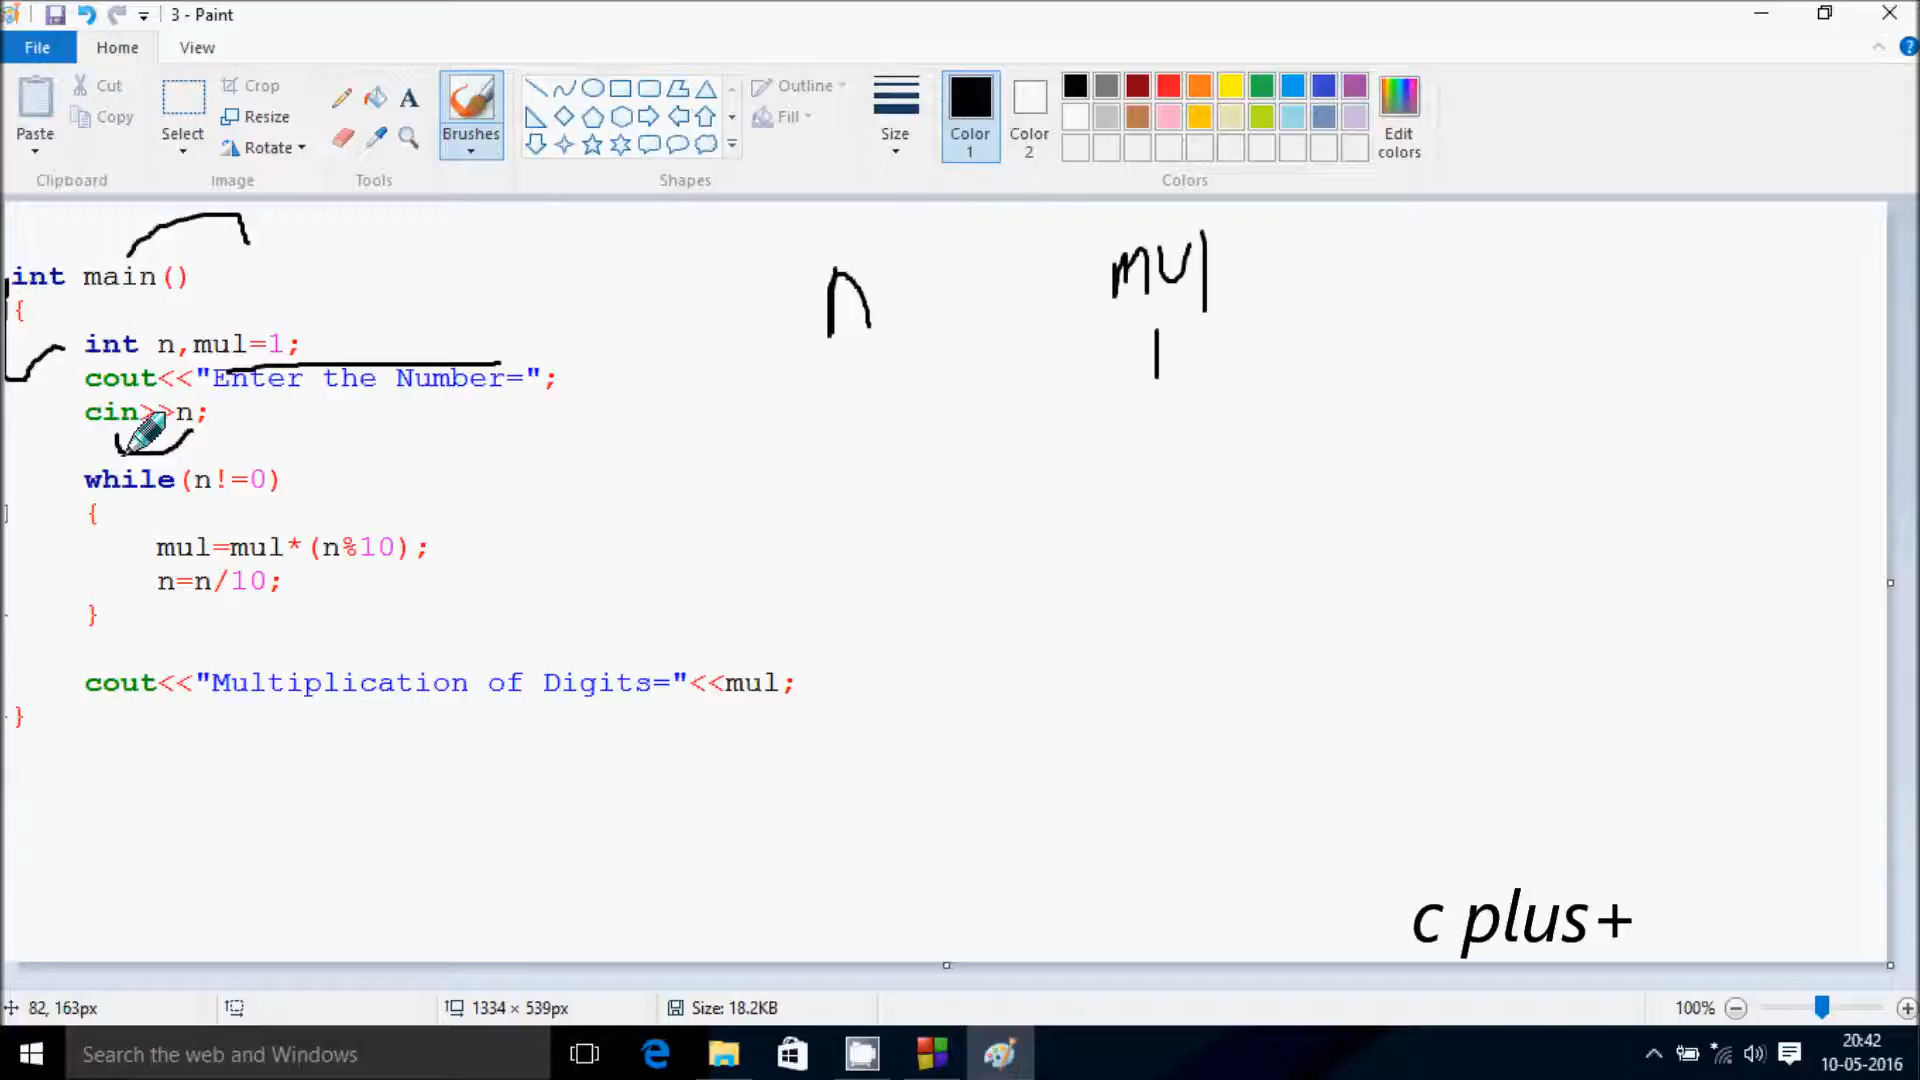 3 - Paint
File Home View
Paste
Cut
Copy
Clipboard
Select
Crop
Resize
Rotate
Image
A
Tools
Brushes
Shapes
Outline
Fill
Size
Color 1
Color 2
Edit colors
Colors
int main()
{
int n,mul=1;
cout<<"Enter the Number=";
cin>>n;
while(n!=0)
{
mul=mul*(n%10);
n=n/10;
}
cout<<"Multiplication of Digits="<<mul;
}
n
mul
1
c plus+
82, 163px
1334 × 539px
Size: 18.2KB
100%
Search the web and Windows
20:42
10-05-2016